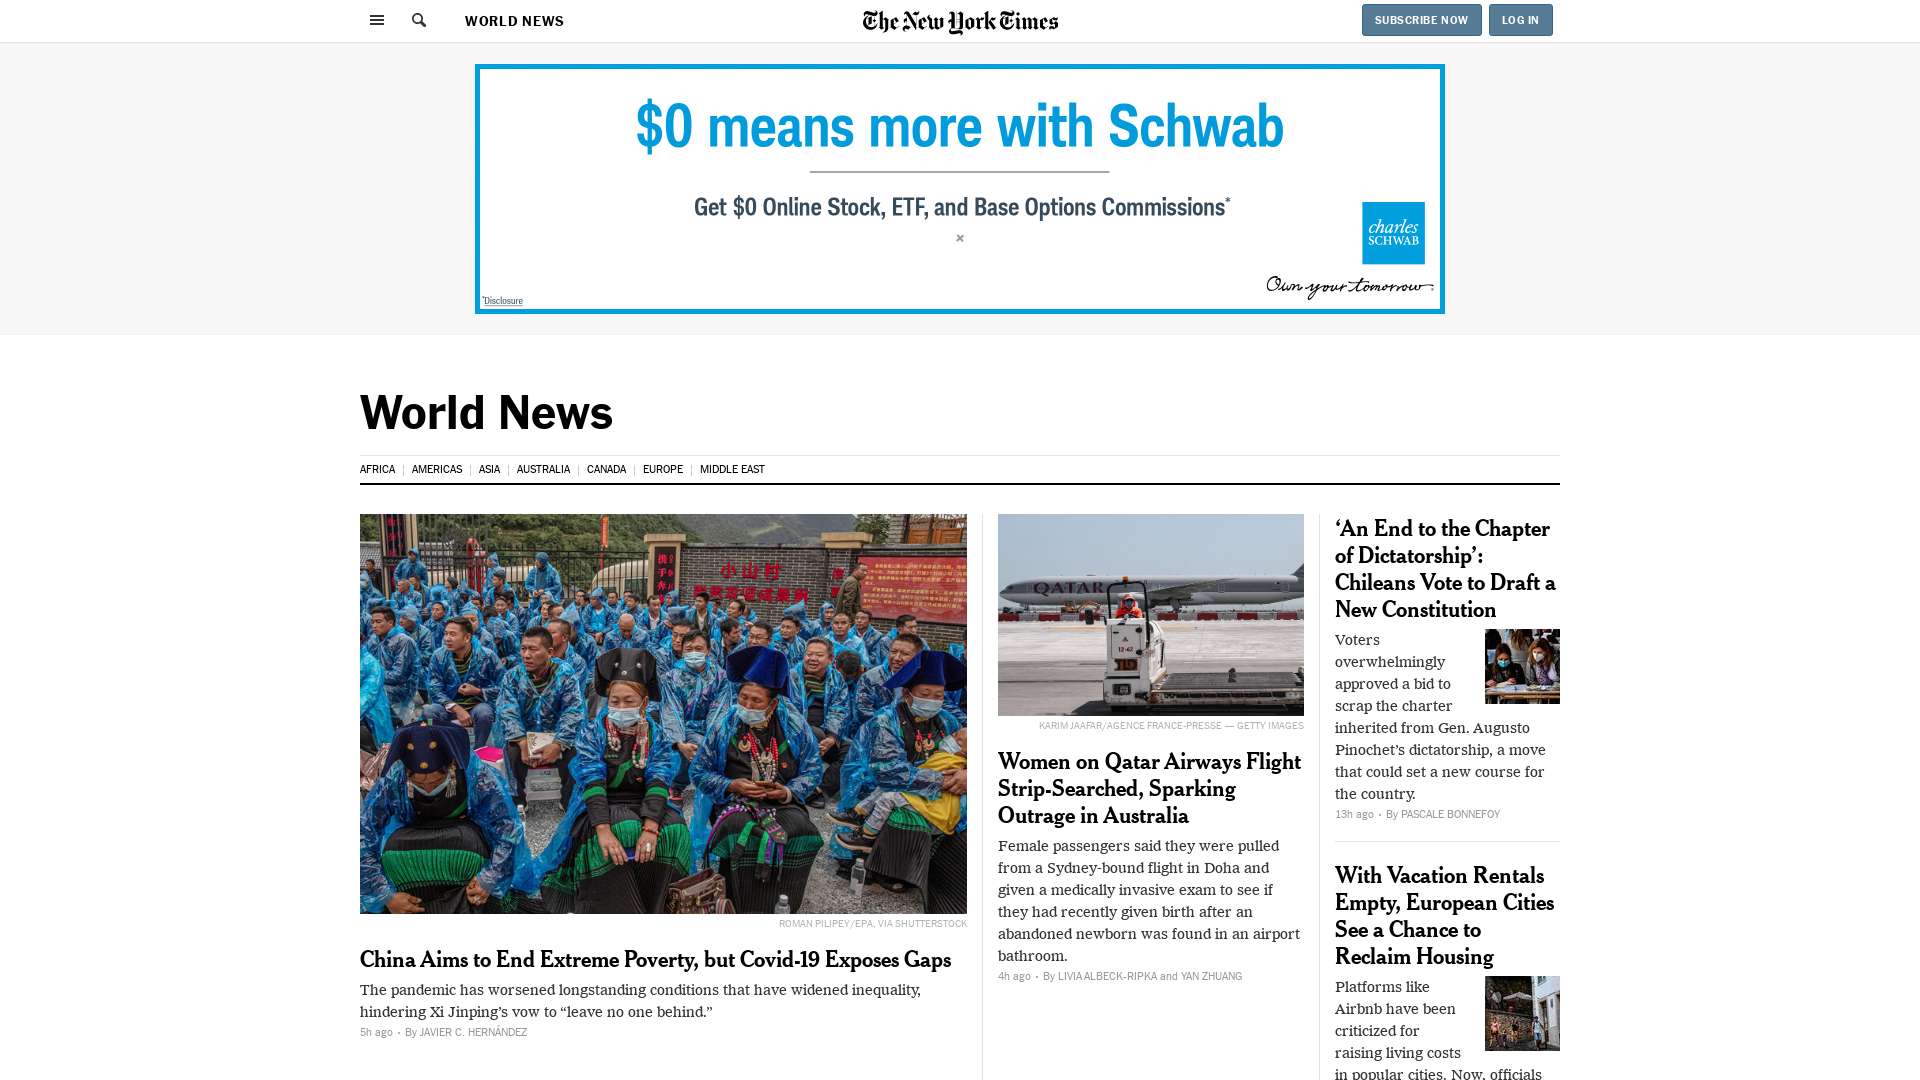 WORLD NEWS
The New York Times
SUBSCRIBE NOW
LOG IN
$0 means more with Schwab
Get $0 Online Stock, ETF, and Base Options Commissions*
charles
SCHWAB
Own your tomorrow
*Disclosure
World News
AFRICA
AMERICAS
ASIA
AUSTRALIA
CANADA
EUROPE
MIDDLE EAST
小山村
ROMAN PILIPEY/EPA, VIA SHUTTERSTOCK
China Aims to End Extreme Poverty, but Covid-19 Exposes Gaps
The pandemic has worsened longstanding conditions that have widened inequality,
hindering Xi Jinping’s vow to “leave no one behind.”
5h ago • By JAVIER C. HERNÁNDEZ
QATAR
12-42
KARIM JAAFAR/AGENCE FRANCE-PRESSE — GETTY IMAGES
Women on Qatar Airways Flight
Strip-Searched, Sparking
Outrage in Australia
Female passengers said they were pulled
from a Sydney-bound flight in Doha and
given a medically invasive exam to see if
they had recently given birth after an
abandoned newborn was found in an airport
bathroom.
4h ago • By LIVIA ALBECK-RIPKA and YAN ZHUANG
‘An End to the Chapter
of Dictatorship’:
Chileans Vote to Draft a
New Constitution
Voters
overwhelmingly
approved a bid to
scrap the charter
inherited from Gen. Augusto
Pinochet’s dictatorship, a move
that could set a new course for
the country.
13h ago • By PASCALE BONNEFOY
With Vacation Rentals
Empty, European Cities
See a Chance to
Reclaim Housing
Platforms like
Airbnb have been
criticized for
raising living costs
in popular cities. Now, officials